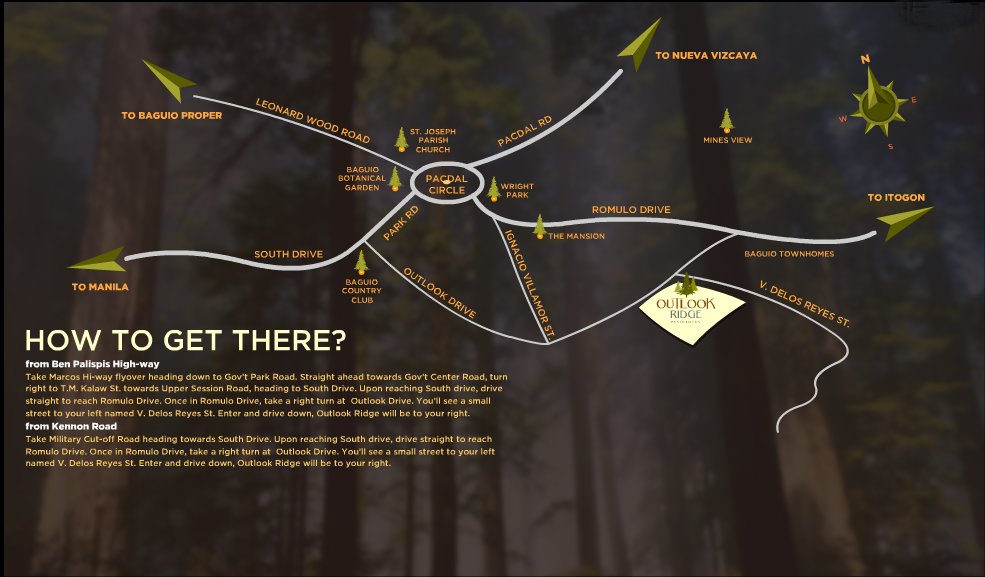 TO NUEVA VIZCAYA
N
E
W
S
TO BAGUIO PROPER
LEONARD WOOD ROAD
ST. JOSEPH
PARISH
CHURCH
PACDAL RD
MINES VIEW
BAGUIO
BOTANICAL
GARDEN
PACDAL
CIRCLE
WRIGHT
PARK
TO ITOGON
ROMULO DRIVE
PARK RD
THE MANSION
SOUTH DRIVE
IGNACIO VILLAMOR ST.
BAGUIO TOWNHOMES
TO MANILA
BAGUIO
COUNTRY
CLUB
OUTLOOK DRIVE
V. DELOS REYES ST.
OUTLOOK
RIDGE
RESIDENCES
HOW TO GET THERE?
from Ben Palispis High-way
Take Marcos Hi-way flyover heading down to Gov't Park Road. Straight ahead towards Gov't Center Road, turn
right to T.M. Kalaw St. towards Upper Session Road, heading to South Drive. Upon reaching South drive, drive
straight to reach Romulo Drive. Once in Romulo Drive, take a right turn at Outlook Drive. You'll see a small
street to your left named V. Delos Reyes St. Enter and drive down, Outlook Ridge will be to your right.
from Kennon Road
Take Military Cut-off Road heading towards South Drive. Upon reaching South drive, drive straight to reach
Romulo Drive. Once in Romulo Drive, take a right turn at Outlook Drive. You'll see a small street to your left
named V. Delos Reyes St. Enter and drive down, Outlook Ridge will be to your right.